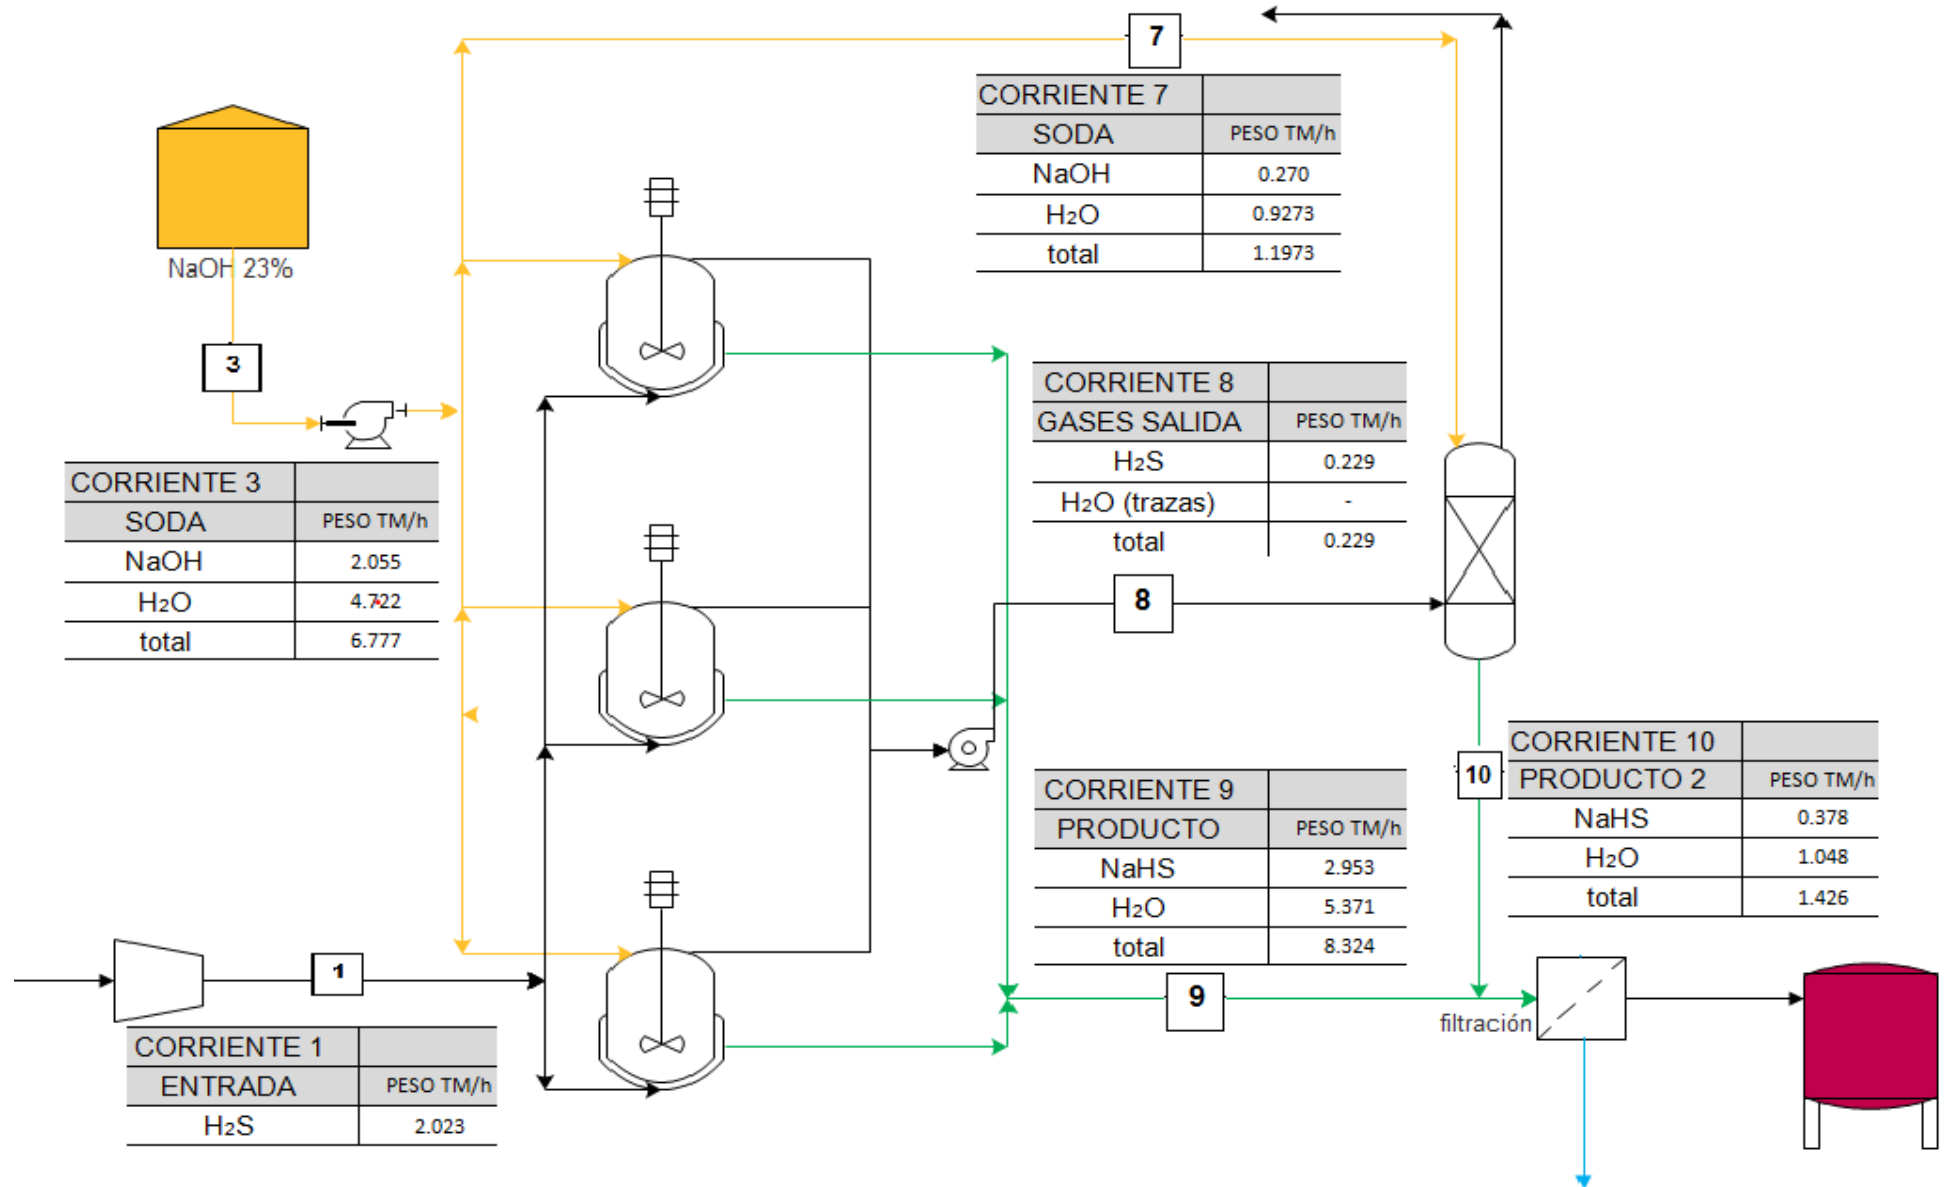 7
CORRIENTE 7
SODA PESO TM/h
NaOH 0.270
H₂O 0.9273
total 1.1973
NaOH 23%
3
CORRIENTE 3
SODA PESO TM/h
NaOH 2.055
H₂O 4.722
total 6.777
CORRIENTE 8
GASES SALIDA PESO TM/h
H₂S 0.229
H₂O (trazas) -
total 0.229
8
CORRIENTE 9
PRODUCTO PESO TM/h
NaHS 2.953
H₂O 5.371
total 8.324
9
10
CORRIENTE 10
PRODUCTO 2 PESO TM/h
NaHS 0.378
H₂O 1.048
total 1.426
filtración
1
CORRIENTE 1
ENTRADA PESO TM/h
H₂S 2.023